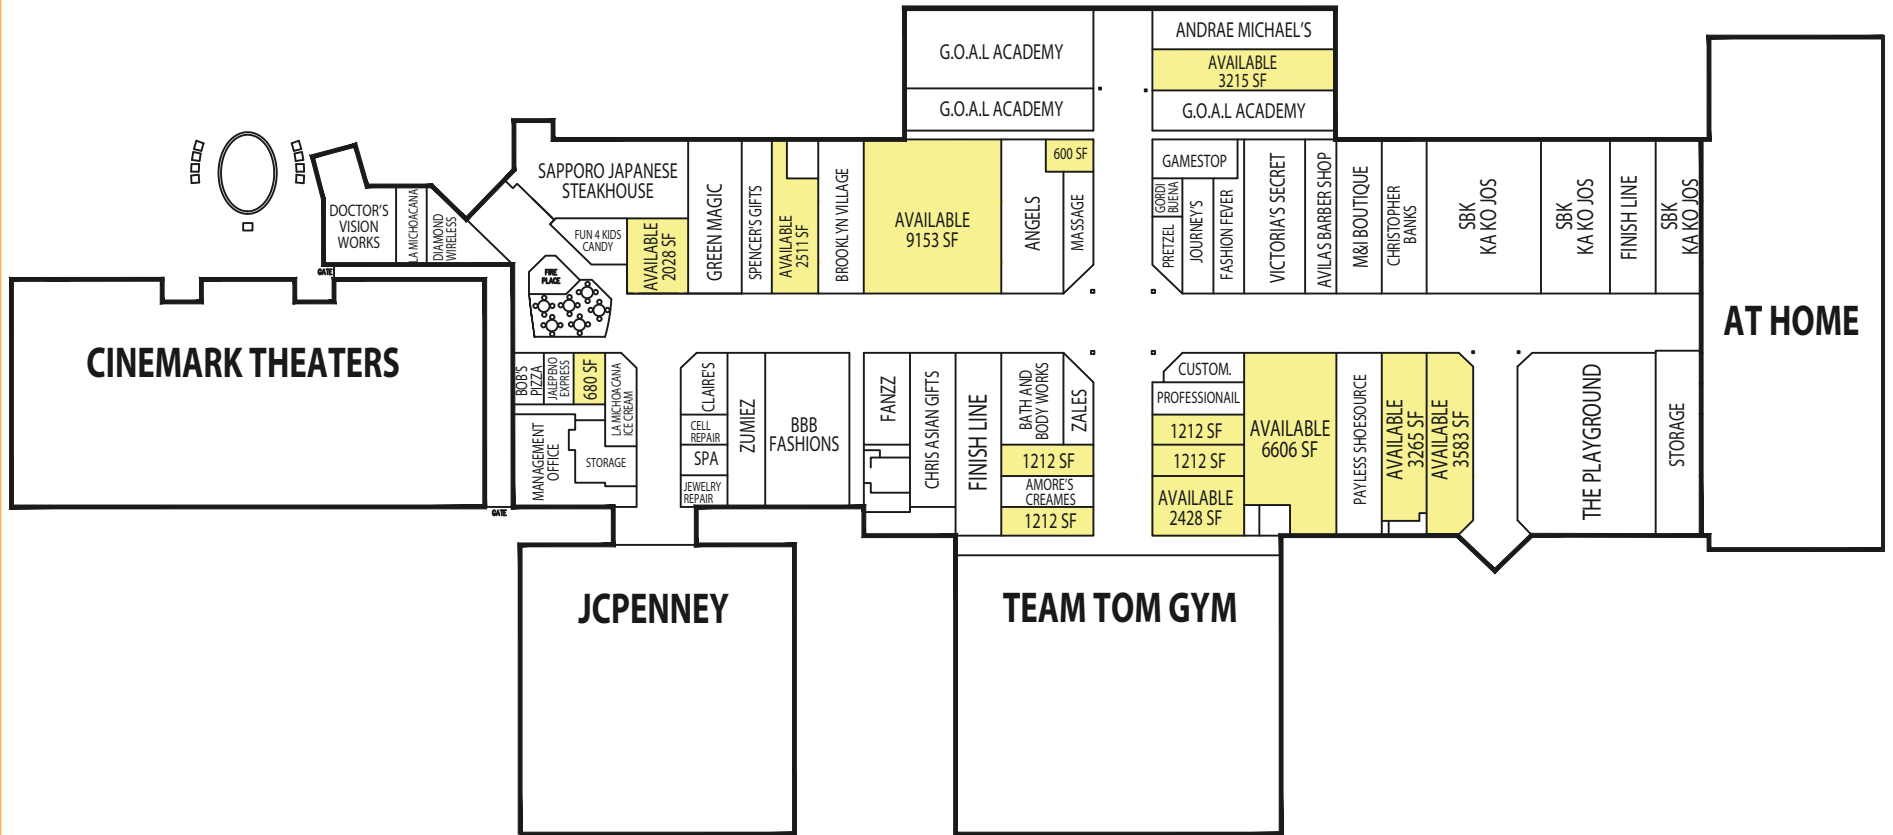 G.O.A.L ACADEMY
G.O.A.L ACADEMY
ANDRAE MICHAEL'S
AVAILABLE
3215 SF
G.O.A.L ACADEMY
DOCTOR'S
VISION
WORKS
LA MICHOACANA
DIAMOND
WIRELESS
SAPPORO JAPANESE
STEAKHOUSE
FUN 4 KIDS
CANDY
AVAILABLE
2028 SF
GREEN MAGIC
SPENCER'S GIFTS
AVAILABLE
2511 SF
BROOKLYN VILLAGE
AVAILABLE
9153 SF
ANGELS
600 SF
MASSAGE
GAMESTOP
GORDI
BUENA
PRETZEL
JOURNEY'S
FASHION FEVER
VICTORIA'S SECRET
AVILAS BARBER SHOP
M&I BOUTIQUE
CHRISTOPHER
BANKS
SBK
KA KO JOS
SBK
KA KO JOS
FINISH LINE
SBK
KA KO JOS
AT HOME
GATE
FIRE
PLACE
CINEMARK THEATERS
GATE
BOB'S
PIZZA
JALEPENO
EXPRESS
680 SF
LA MICHOACANA
ICE CREAM
MANAGEMENT
OFFICE
STORAGE
CLAIRE'S
CELL
REPAIR
SPA
JEWELRY
REPAIR
ZUMIEZ
BBB
FASHIONS
FANZZ
CHRIS ASIAN GIFTS
FINISH LINE
BATH AND
BODY WORKS
ZALES
1212 SF
AMORE'S
CREAMES
1212 SF
CUSTOM.
PROFESSIONAIL
1212 SF
1212 SF
AVAILABLE
2428 SF
AVAILABLE
6606 SF
PAYLESS SHOESOURCE
AVAILABLE
3265 SF
AVAILABLE
3583 SF
THE PLAYGROUND
STORAGE
JCPENNEY
TEAM TOM GYM